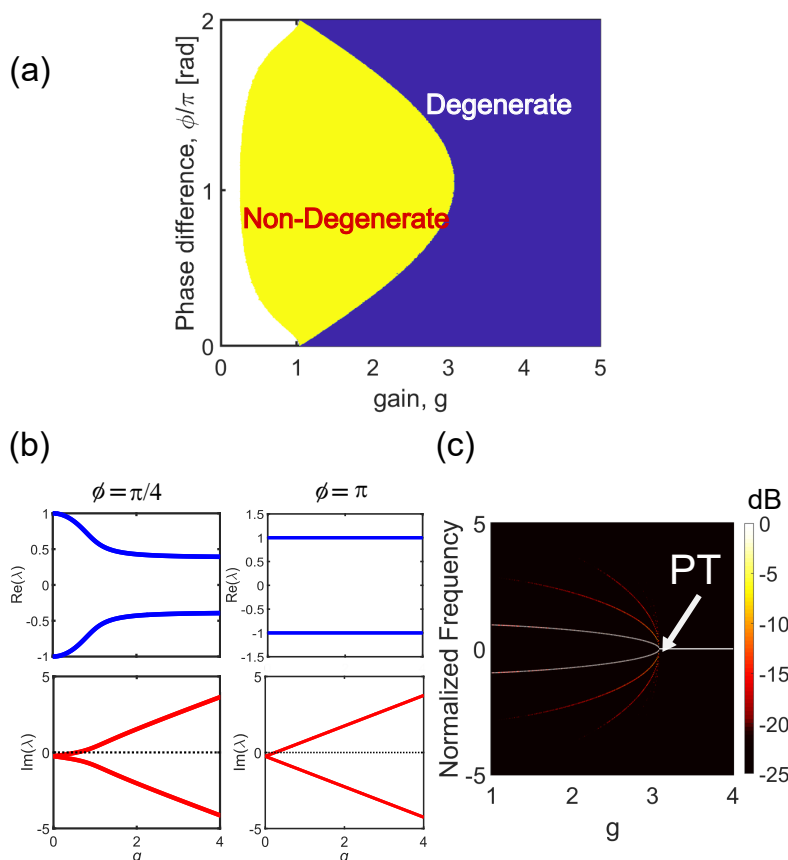 (a)
Phase difference, ϕ/π [rad]
2
1
0
Degenerate
Non-Degenerate
0 1 2 3 4 5
gain, g
(b)
ϕ = π/4
ϕ = π
Re(λ)
1
0.5
0
-0.5
-1
Re(λ)
1.5
1
0.5
0
-0.5
-1
-1.5
Im(λ)
5
0
-5
0 2 4
g
Im(λ)
5
0
-5
0 2 4
g
(c)
dB
Normalized Frequency
5
0
-5
PT
1 2 3 4
g
0
-5
-10
-15
-20
-25